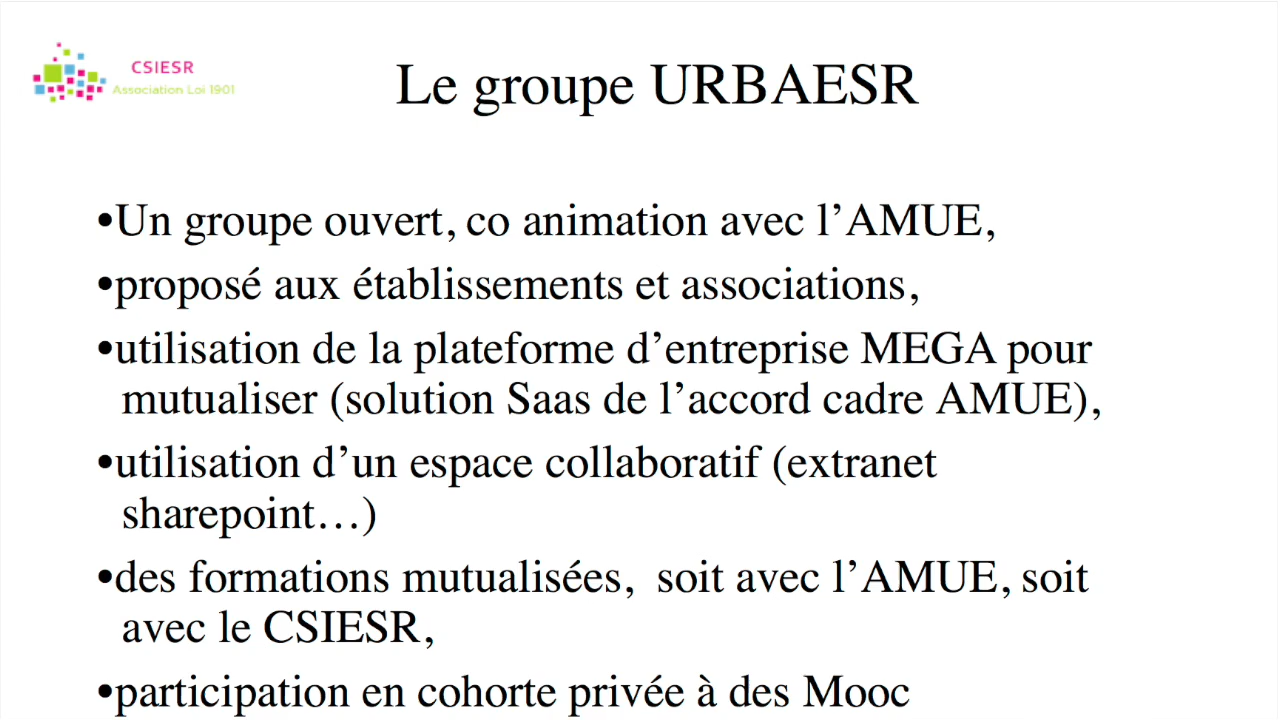 CSIESR
Association Loi 1901
Le groupe URBAESR
•Un groupe ouvert, co animation avec l’AMUE,
•proposé aux établissements et associations,
•utilisation de la plateforme d’entreprise MEGA pour
mutualiser (solution Saas de l’accord cadre AMUE),
•utilisation d’un espace collaboratif (extranet
sharepoint…)
•des formations mutualisées,  soit avec l’AMUE, soit
avec le CSIESR,
•participation en cohorte privée à des Mooc